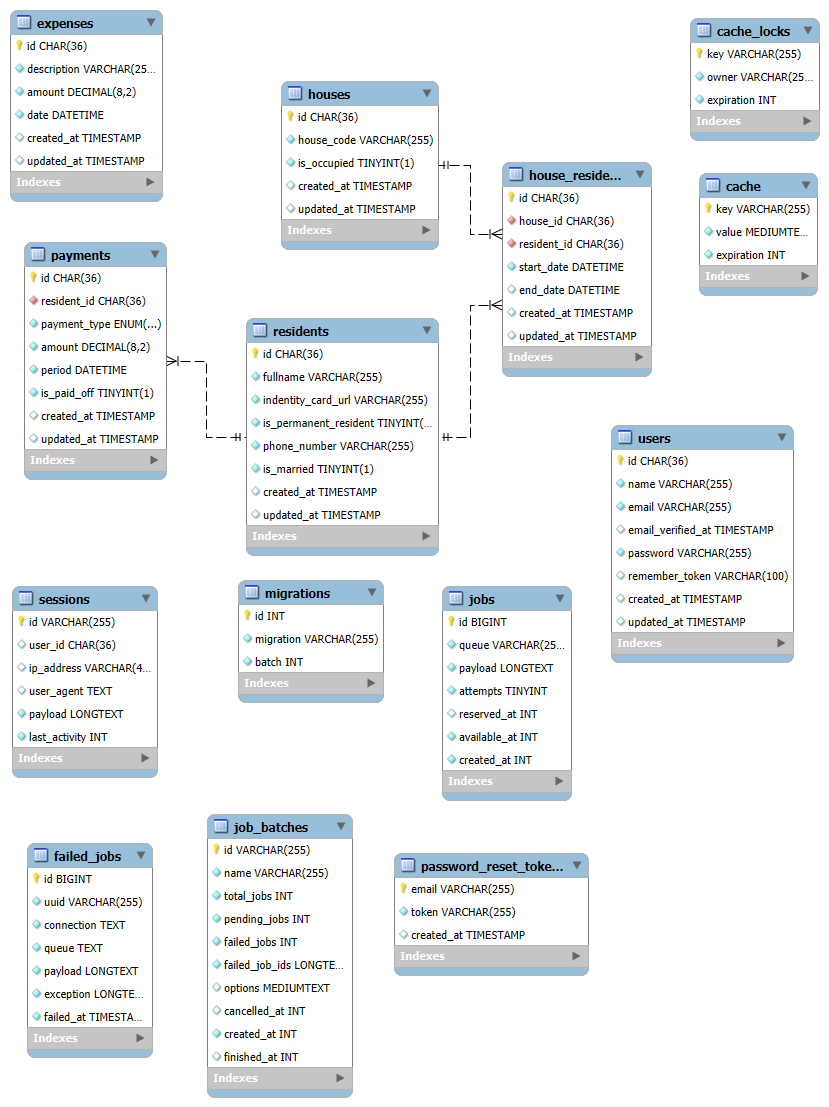 expenses
id CHAR(36)
description VARCHAR(25...
amount DECIMAL(8,2)
date DATETIME
created_at TIMESTAMP
updated_at TIMESTAMP
Indexes
houses
id CHAR(36)
house_code VARCHAR(255)
is_occupied TINYINT(1)
created_at TIMESTAMP
updated_at TIMESTAMP
Indexes
cache_locks
key VARCHAR(255)
owner VARCHAR(25...
expiration INT
Indexes
house_reside...
id CHAR(36)
house_id CHAR(36)
resident_id CHAR(36)
start_date DATETIME
end_date DATETIME
created_at TIMESTAMP
updated_at TIMESTAMP
Indexes
cache
key VARCHAR(255)
value MEDIUMTE...
expiration INT
Indexes
payments
id CHAR(36)
resident_id CHAR(36)
payment_type ENUM(...)
amount DECIMAL(8,2)
period DATETIME
is_paid_off TINYINT(1)
created_at TIMESTAMP
updated_at TIMESTAMP
Indexes
residents
id CHAR(36)
fullname VARCHAR(255)
indentity_card_url VARCHAR(255)
is_permanent_resident TINYINT(...
phone_number VARCHAR(255)
is_married TINYINT(1)
created_at TIMESTAMP
updated_at TIMESTAMP
Indexes
users
id CHAR(36)
name VARCHAR(255)
email VARCHAR(255)
email_verified_at TIMESTAMP
password VARCHAR(255)
remember_token VARCHAR(100)
created_at TIMESTAMP
updated_at TIMESTAMP
Indexes
sessions
id VARCHAR(255)
user_id CHAR(36)
ip_address VARCHAR(4...
user_agent TEXT
payload LONGTEXT
last_activity INT
Indexes
migrations
id INT
migration VARCHAR(255)
batch INT
Indexes
jobs
id BIGINT
queue VARCHAR(25...
payload LONGTEXT
attempts TINYINT
reserved_at INT
available_at INT
created_at INT
Indexes
failed_jobs
id BIGINT
uuid VARCHAR(255)
connection TEXT
queue TEXT
payload LONGTEXT
exception LONGTE...
failed_at TIMESTA...
Indexes
job_batches
id VARCHAR(255)
name VARCHAR(255)
total_jobs INT
pending_jobs INT
failed_jobs INT
failed_job_ids LONGTE...
options MEDIUMTEXT
cancelled_at INT
created_at INT
finished_at INT
Indexes
password_reset_toke...
email VARCHAR(255)
token VARCHAR(255)
created_at TIMESTAMP
Indexes